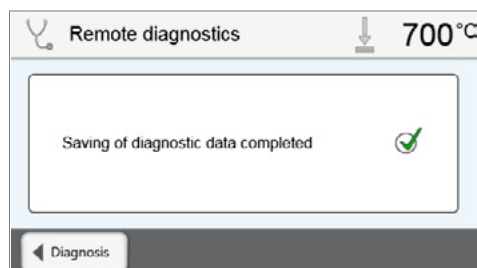 Remote diagnostics
700°C
Saving of diagnostic data completed
Diagnosis